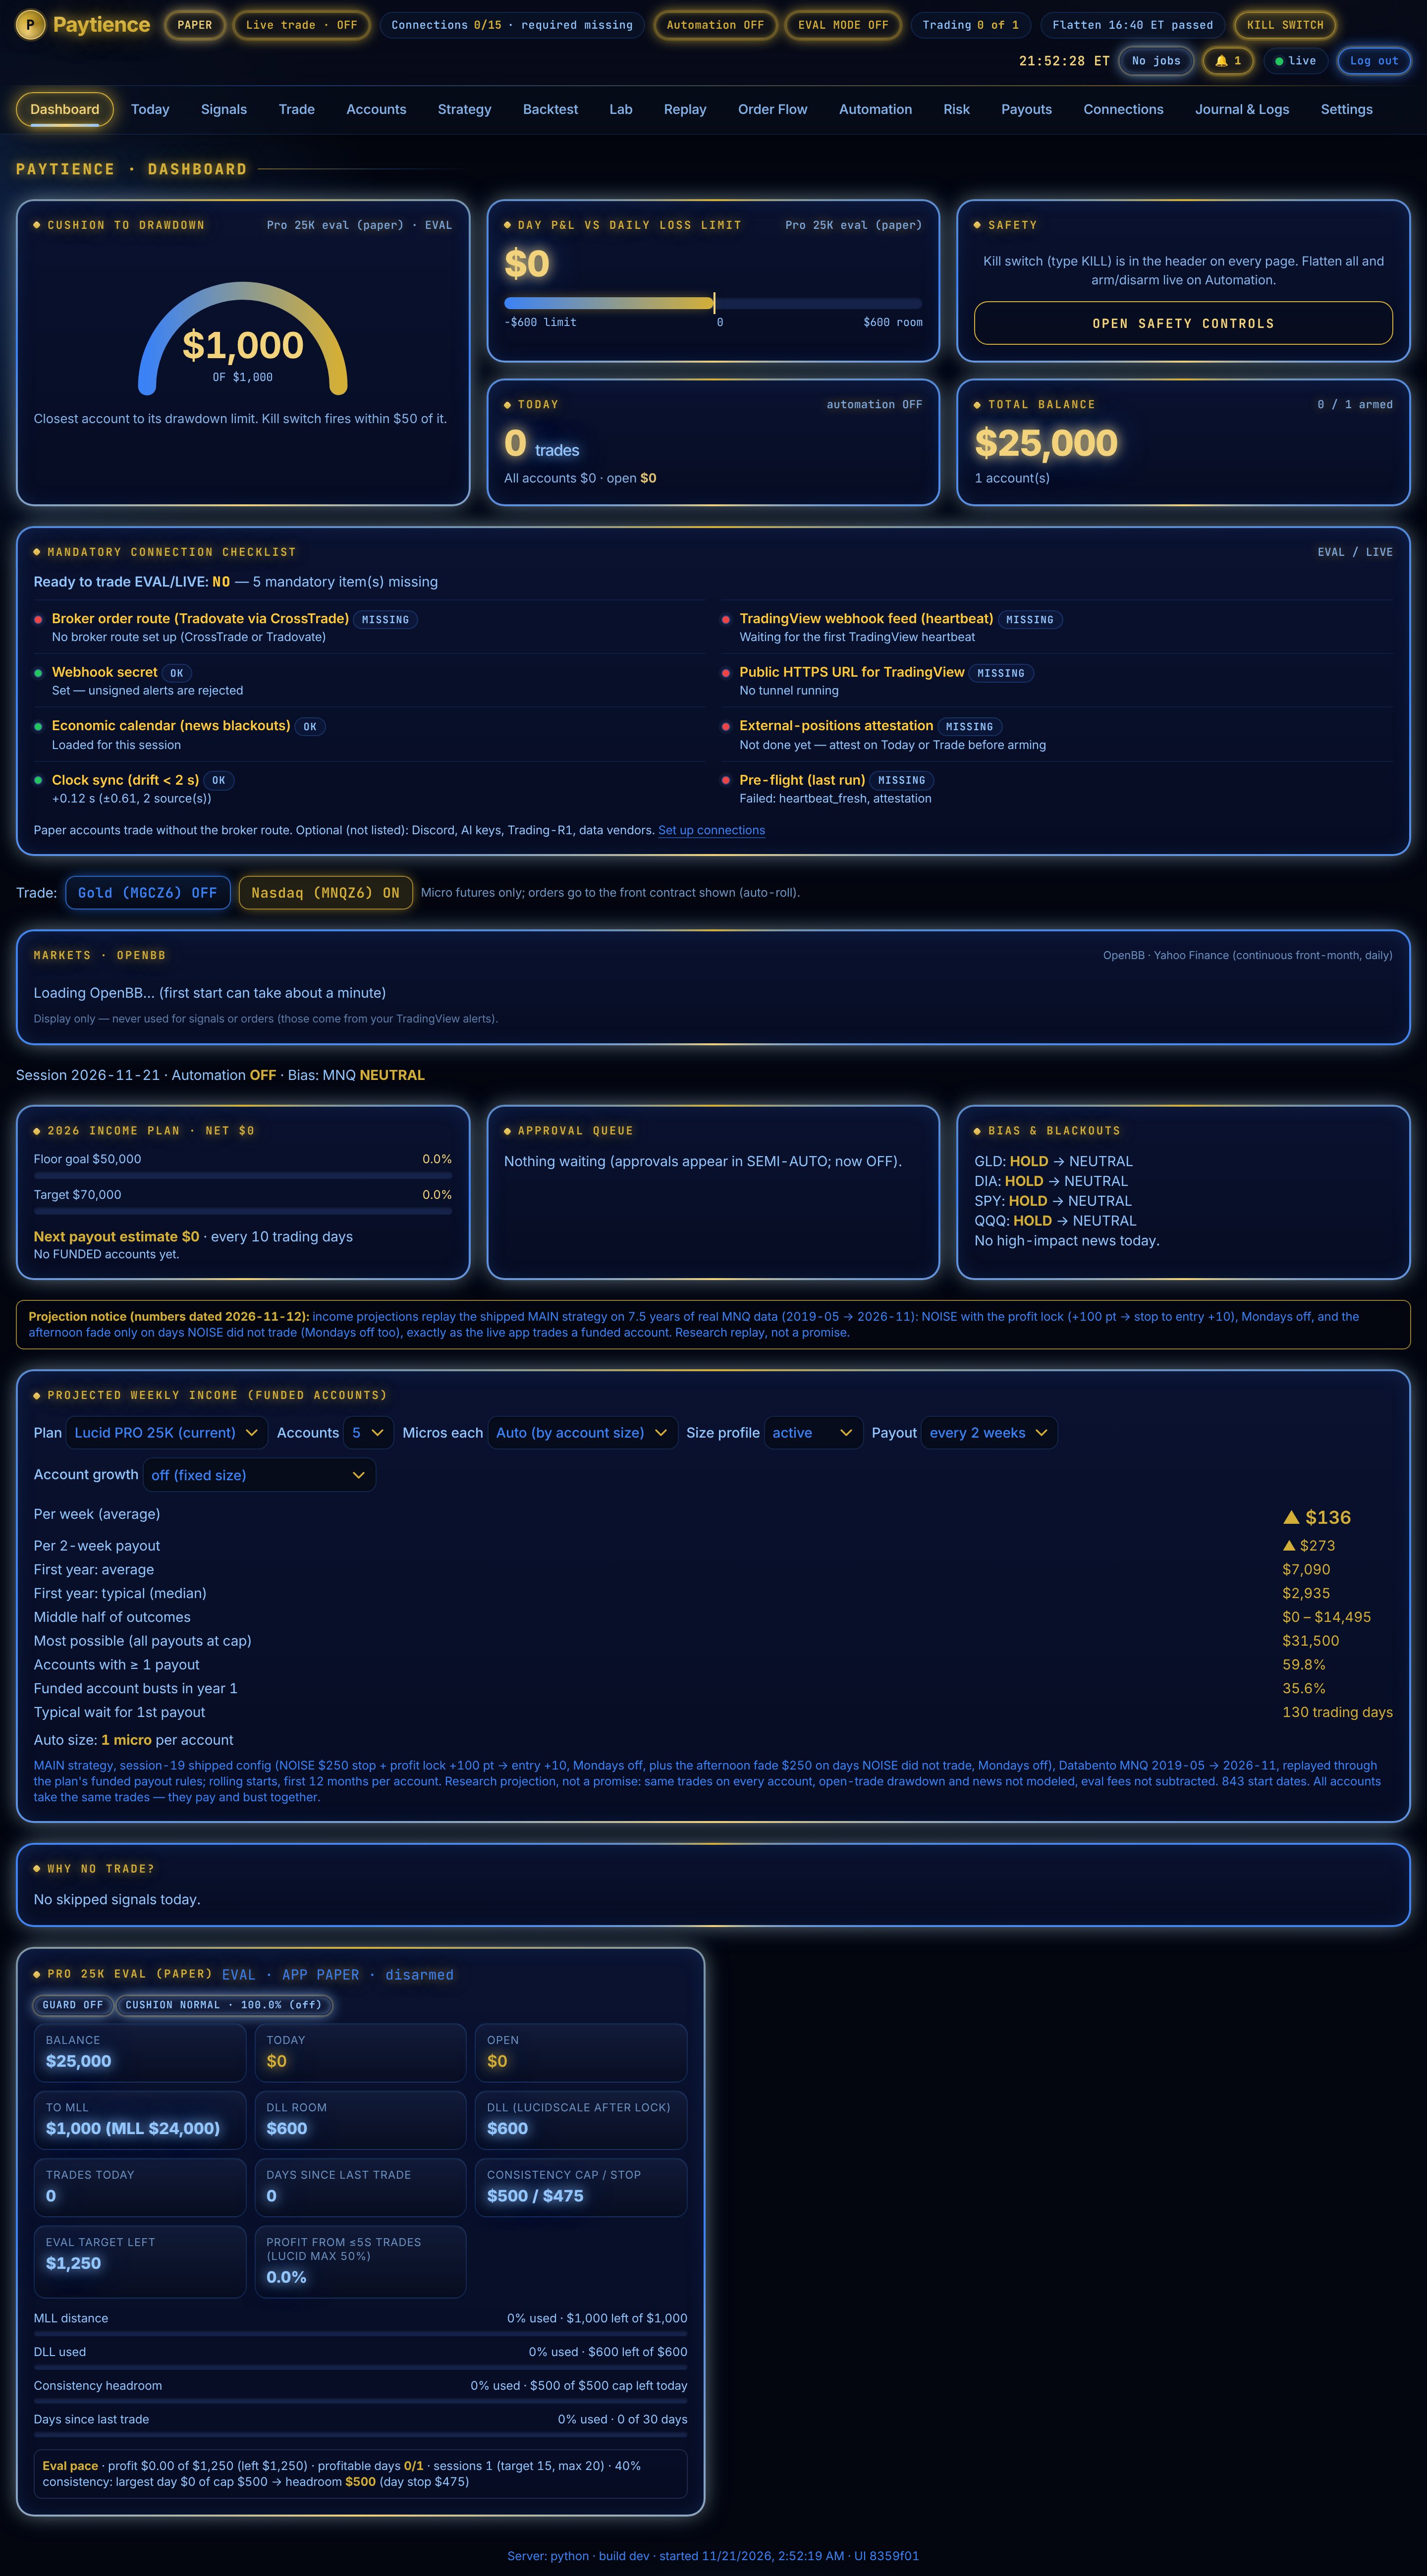 P Paytience PAPER Live trade · OFF Connections 0/15 · required missing Automation OFF EVAL MODE OFF Trading 0 of 1 Flatten 16:40 ET passed KILL SWITCH
21:52:28 ET No jobs 🔔 1 live Log out
Dashboard Today Signals Trade Accounts Strategy Backtest Lab Replay Order Flow Automation Risk Payouts Connections Journal & Logs Settings
PAYTIENCE · DASHBOARD
CUSHION TO DRAWDOWN Pro 25K eval (paper) · EVAL
$1,000
OF $1,000
Closest account to its drawdown limit. Kill switch fires within $50 of it.
DAY P&L VS DAILY LOSS LIMIT Pro 25K eval (paper)
$0
-$600 limit 0 $600 room
SAFETY
Kill switch (type KILL) is in the header on every page. Flatten all and
arm/disarm live on Automation.
OPEN SAFETY CONTROLS
TODAY automation OFF
0 trades
All accounts $0 · open $0
TOTAL BALANCE 0 / 1 armed
$25,000
1 account(s)
MANDATORY CONNECTION CHECKLIST EVAL / LIVE
Ready to trade EVAL/LIVE: NO — 5 mandatory item(s) missing
Broker order route (Tradovate via CrossTrade) MISSING
No broker route set up (CrossTrade or Tradovate)
TradingView webhook feed (heartbeat) MISSING
Waiting for the first TradingView heartbeat
Webhook secret OK
Set — unsigned alerts are rejected
Public HTTPS URL for TradingView MISSING
No tunnel running
Economic calendar (news blackouts) OK
Loaded for this session
External-positions attestation MISSING
Not done yet — attest on Today or Trade before arming
Clock sync (drift < 2 s) OK
+0.12 s (±0.61, 2 source(s))
Pre-flight (last run) MISSING
Failed: heartbeat_fresh, attestation
Paper accounts trade without the broker route. Optional (not listed): Discord, AI keys, Trading-R1, data vendors. Set up connections
Trade: Gold (MGCZ6) OFF Nasdaq (MNQZ6) ON Micro futures only; orders go to the front contract shown (auto-roll).
MARKETS · OPENBB OpenBB · Yahoo Finance (continuous front-month, daily)
Loading OpenBB... (first start can take about a minute)
Display only — never used for signals or orders (those come from your TradingView alerts).
Session 2026-11-21 · Automation OFF · Bias: MNQ NEUTRAL
2026 INCOME PLAN · NET $0
Floor goal $50,000 0.0%
Target $70,000 0.0%
Next payout estimate $0 · every 10 trading days
No FUNDED accounts yet.
APPROVAL QUEUE
Nothing waiting (approvals appear in SEMI-AUTO; now OFF).
BIAS & BLACKOUTS
GLD: HOLD → NEUTRAL
DIA: HOLD → NEUTRAL
SPY: HOLD → NEUTRAL
QQQ: HOLD → NEUTRAL
No high-impact news today.
Projection notice (numbers dated 2026-11-12): income projections replay the shipped MAIN strategy on 7.5 years of real MNQ data (2019-05 → 2026-11): NOISE with the profit lock (+100 pt → stop to entry +10), Mondays off, and the
afternoon fade only on days NOISE did not trade (Mondays off too), exactly as the live app trades a funded account. Research replay, not a promise.
PROJECTED WEEKLY INCOME (FUNDED ACCOUNTS)
Plan Lucid PRO 25K (current) Accounts 5 Micros each Auto (by account size) Size profile active Payout every 2 weeks
Account growth off (fixed size)
Per week (average) ▲ $136
Per 2-week payout ▲ $273
First year: average $7,090
First year: typical (median) $2,935
Middle half of outcomes $0 – $14,495
Most possible (all payouts at cap) $31,500
Accounts with ≥ 1 payout 59.8%
Funded account busts in year 1 35.6%
Typical wait for 1st payout 130 trading days
Auto size: 1 micro per account
MAIN strategy, session-19 shipped config (NOISE $250 stop + profit lock +100 pt → entry +10, Mondays off, plus the afternoon fade $250 on days NOISE did not trade, Mondays off), Databento MNQ 2019-05 → 2026-11, replayed through
the plan's funded payout rules; rolling starts, first 12 months per account. Research projection, not a promise: same trades on every account, open-trade drawdown and news not modeled, eval fees not subtracted. 843 start dates. All accounts
take the same trades — they pay and bust together.
WHY NO TRADE?
No skipped signals today.
PRO 25K EVAL (PAPER) EVAL · APP PAPER · disarmed
GUARD OFF CUSHION NORMAL · 100.0% (off)
BALANCE TODAY OPEN
$25,000 $0 $0
TO MLL DLL ROOM DLL (LUCIDSCALE AFTER LOCK)
$1,000 (MLL $24,000) $600 $600
TRADES TODAY DAYS SINCE LAST TRADE CONSISTENCY CAP / STOP
0 0 $500 / $475
EVAL TARGET LEFT PROFIT FROM ≤5S TRADES
(LUCID MAX 50%)
$1,250 0.0%
MLL distance 0% used · $1,000 left of $1,000
DLL used 0% used · $600 left of $600
Consistency headroom 0% used · $500 of $500 cap left today
Days since last trade 0% used · 0 of 30 days
Eval pace · profit $0.00 of $1,250 (left $1,250) · profitable days 0/1 · sessions 1 (target 15, max 20) · 40%
consistency: largest day $0 of cap $500 → headroom $500 (day stop $475)
Server: python · build dev · started 11/21/2026, 2:52:19 AM · UI 8359f01